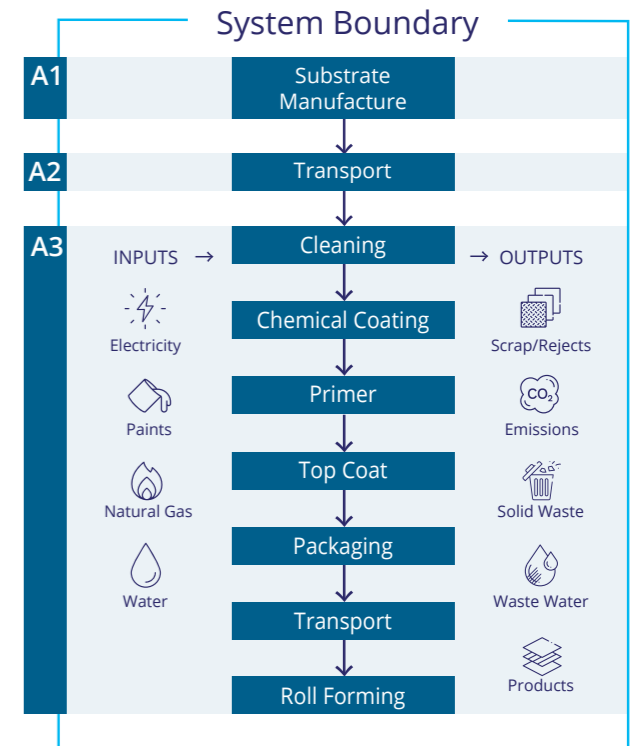 System Boundary
A1
Substrate
Manufacture
A2
Transport
A3
INPUTS →
Cleaning
→ OUTPUTS
Electricity
Chemical Coating
Scrap/Rejects
Paints
Primer
CO₂
Emissions
Natural Gas
Top Coat
Solid Waste
Water
Packaging
Waste Water
Transport
Products
Roll Forming